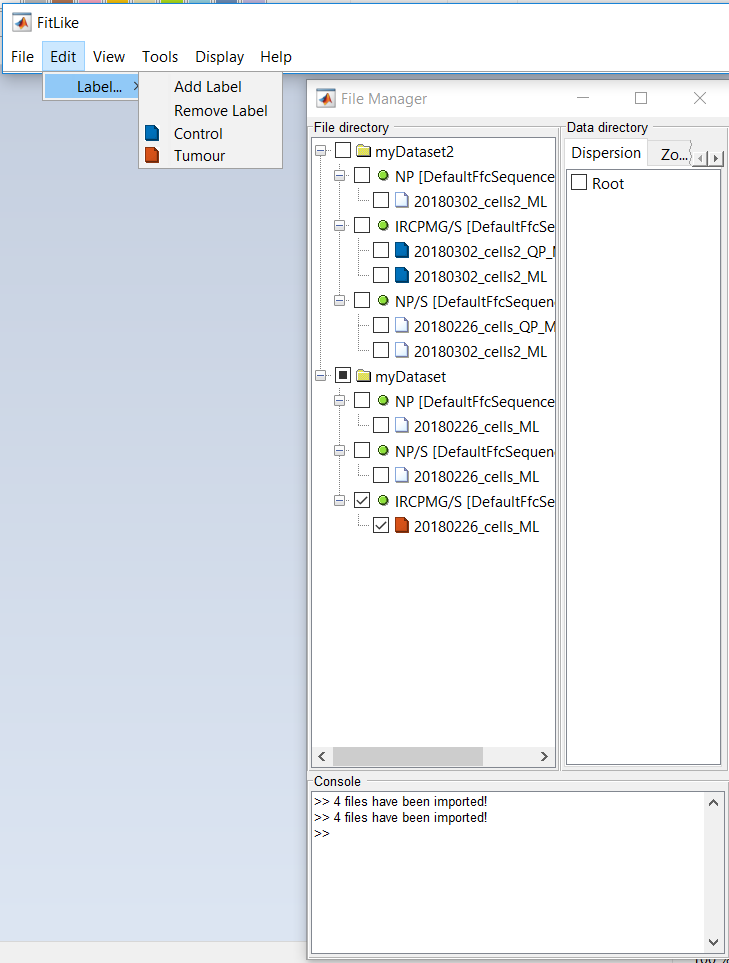 FitLike
File Edit View Tools Display Help
Label...
Add Label
Remove Label
Control
Tumour
File Manager
File directory
myDataset2
NP [DefaultFfcSequence
20180302_cells2_ML
IRCPMG/S [DefaultFfcSe
20180302_cells2_QP_
20180302_cells2_ML
NP/S [DefaultFfcSequen
20180226_cells_QP_M
20180302_cells2_ML
myDataset
NP [DefaultFfcSequence
20180226_cells_ML
NP/S [DefaultFfcSequen
20180226_cells_ML
IRCPMG/S [DefaultFfcSe
20180226_cells_ML
Data directory
Dispersion Zo...
Root
Console
>> 4 files have been imported!
>> 4 files have been imported!
>>